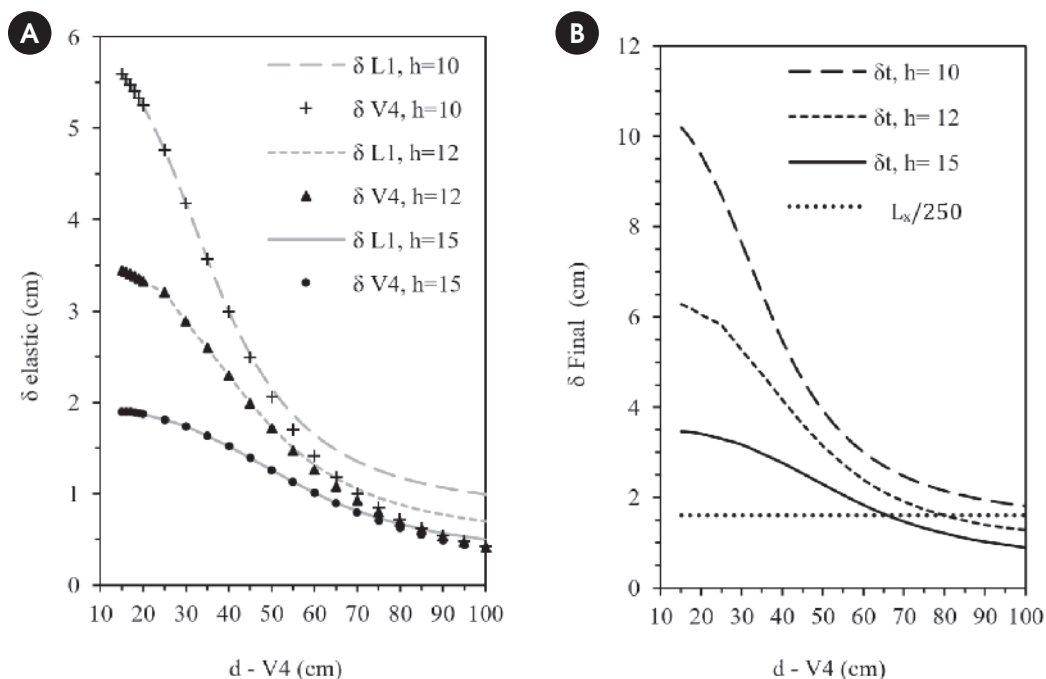 A
6
5
4
3
2
1
0
δ elastic (cm)
10 20 30 40 50 60 70 80 90 100
d - V4 (cm)
δ L1, h=10
δ V4, h=10
δ L1, h=12
δ V4, h=12
δ L1, h=15
δ V4, h=15
B
12
10
8
6
4
2
0
δ Final (cm)
10 20 30 40 50 60 70 80 90 100
d - V4 (cm)
δt, h= 10
δt, h= 12
δt, h= 15
Lₓ/250